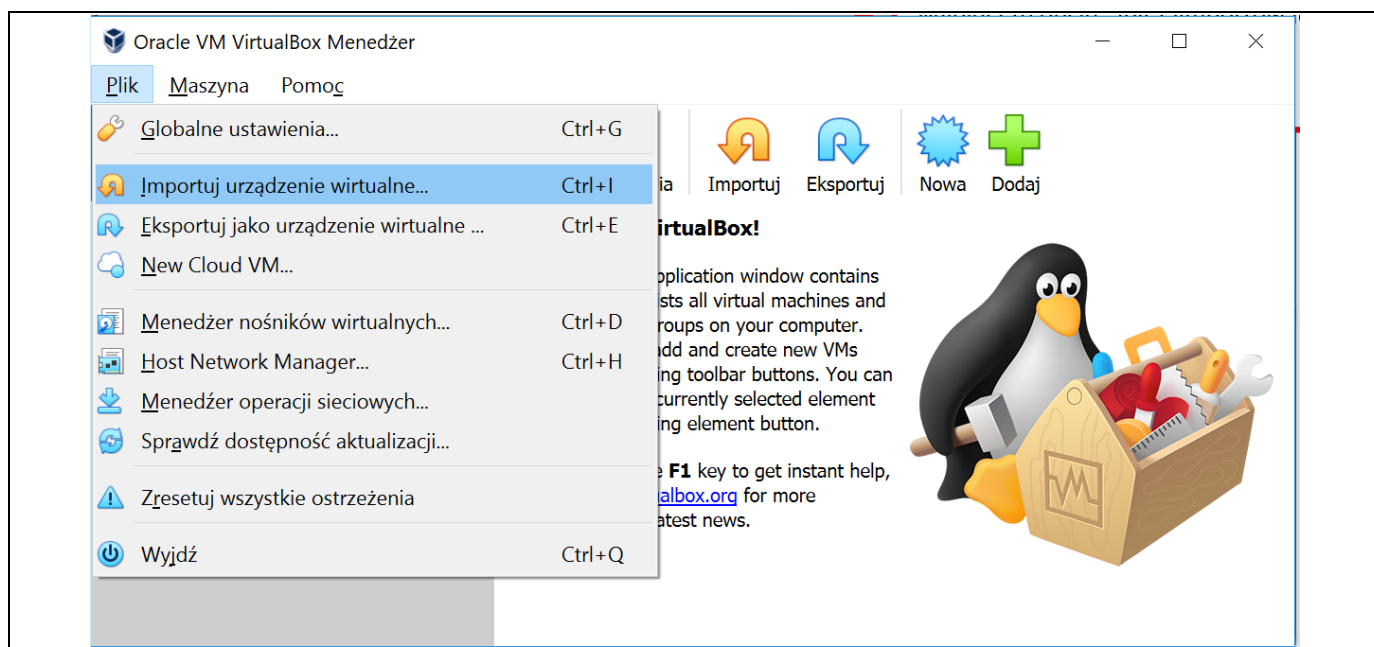 Oracle VM VirtualBox Menedżer
Plik Maszyna Pomoc
Globalne ustawienia... Ctrl+G
Importuj urządzenie wirtualne... Ctrl+I
Eksportuj jako urządzenie wirtualne ... Ctrl+E
New Cloud VM...
Menedżer nośników wirtualnych... Ctrl+D
Host Network Manager... Ctrl+H
Menedźer operacji sieciowych...
Sprawdź dostępność aktualizacji...
Zresetuj wszystkie ostrzeżenia
Wyjdź Ctrl+Q
ia Importuj Eksportuj Nowa Dodaj
irtualBox!
pplication window contains
sts all virtual machines and
roups on your computer.
add and create new VMs
ing toolbar buttons. You can
currently selected element
ing element button.
F1 key to get instant help,
ialbox.org for more
atest news.